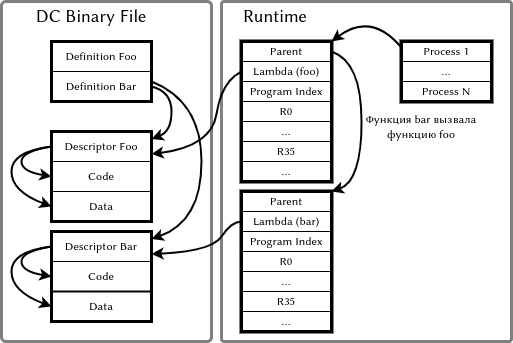 DC Binary File
Definition Foo
Definition Bar
Descriptor Foo
Code
Data
Descriptor Bar
Code
Data
Runtime
Parent
Lambda (foo)
Program Index
R0
...
R35
...
Parent
Lambda (bar)
Program Index
R0
...
R35
...
Process 1
...
Process N
Функция bar вызвала
функцию foo